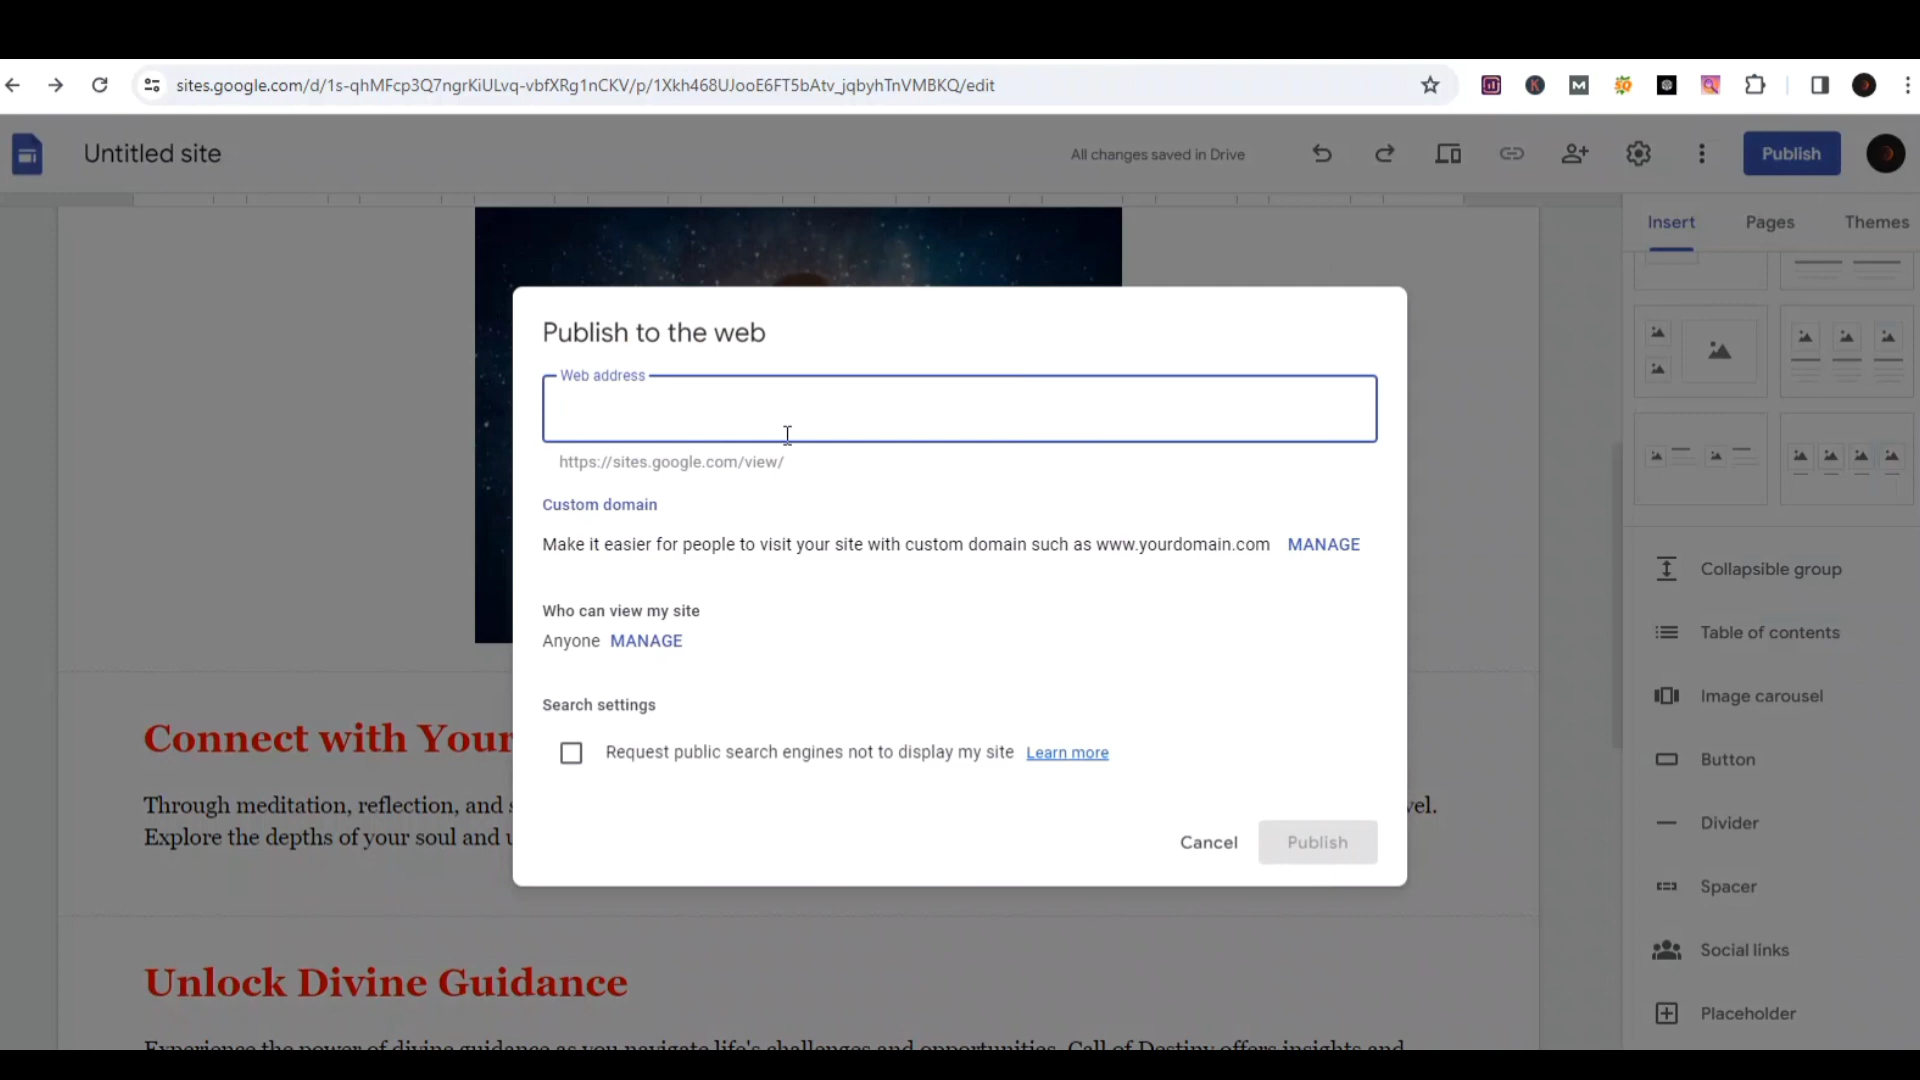 sites.google.com/d/1s-qhMFcp3Q7ngrKiULvq-vbfXRg1nCKV/p/1Xkh468UJooE6FT5bAtv_jqbyhTnVMBKQ/edit
Untitled site
All changes saved in Drive
Publish
Insert
Pages
Themes
Publish to the web
Web address
https://sites.google.com/view/
Custom domain
Make it easier for people to visit your site with custom domain such as www.yourdomain.com MANAGE
Who can view my site
Anyone MANAGE
Search settings
Request public search engines not to display my site Learn more
Cancel
Publish
Connect with Your
Through meditation, reflection, and
Explore the depths of your soul and
Unlock Divine Guidance
Experience the power of divine guidance as you navigate life's challenges and opportunities. Call of Destiny offers insights and
Collapsible group
Table of contents
Image carousel
Button
Divider
Spacer
Social links
Placeholder